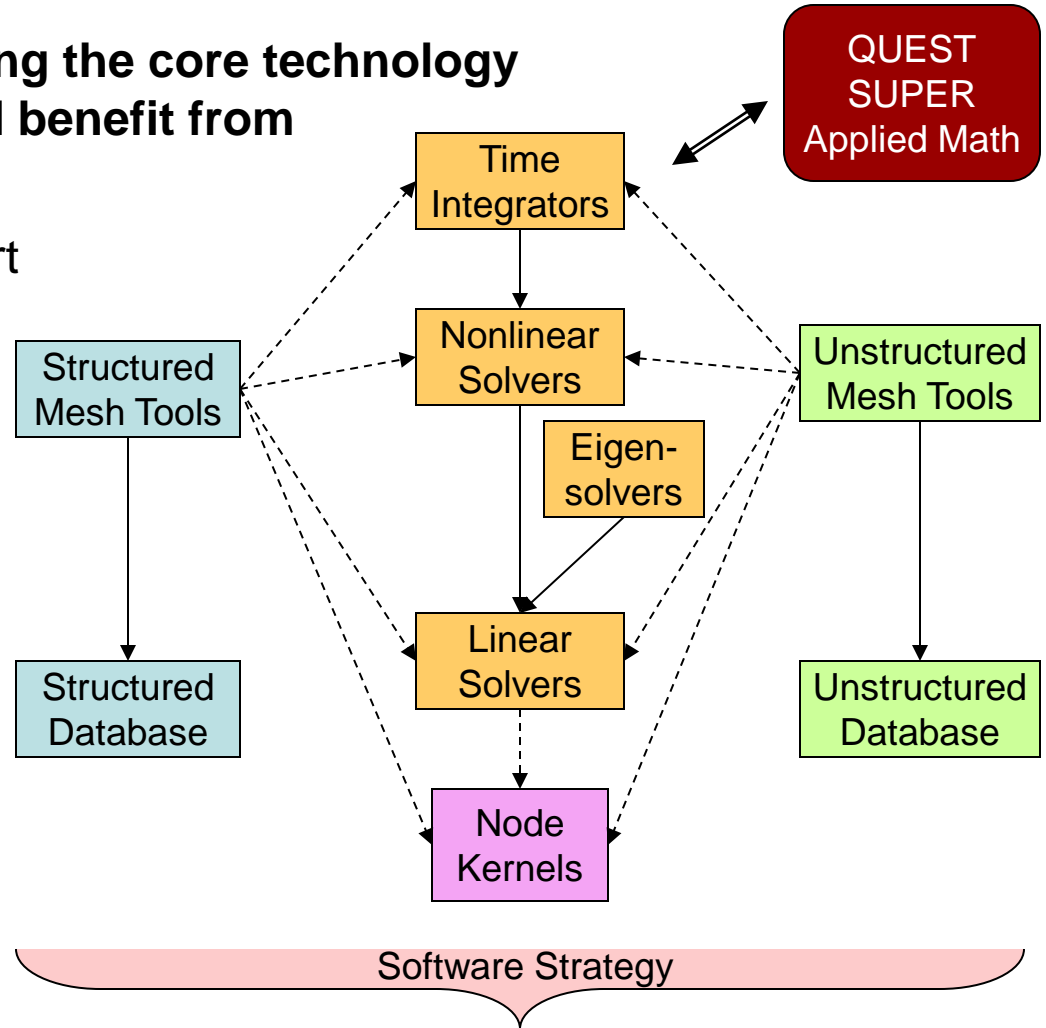 ng the core technology
benefit from
rt
QUEST
SUPER
Applied Math
Time
Integrators
Nonlinear
Solvers
Structured
Mesh Tools
Unstructured
Mesh Tools
Eigen-
solvers
Linear
Solvers
Structured
Database
Unstructured
Database
Node
Kernels
Software Strategy